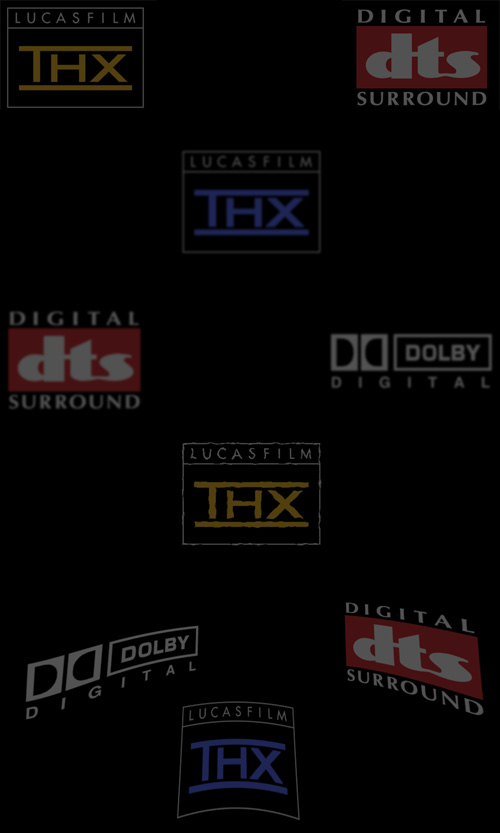 LUCASFILM
THX
DIGITAL
dts
SURROUND
LUCASFILM
THX
DIGITAL
dts
SURROUND
DOLBY
DIGITAL
LUCASFILM
THX
DOLBY
DIGITAL
DIGITAL
dts
SURROUND
LUCASFILM
THX